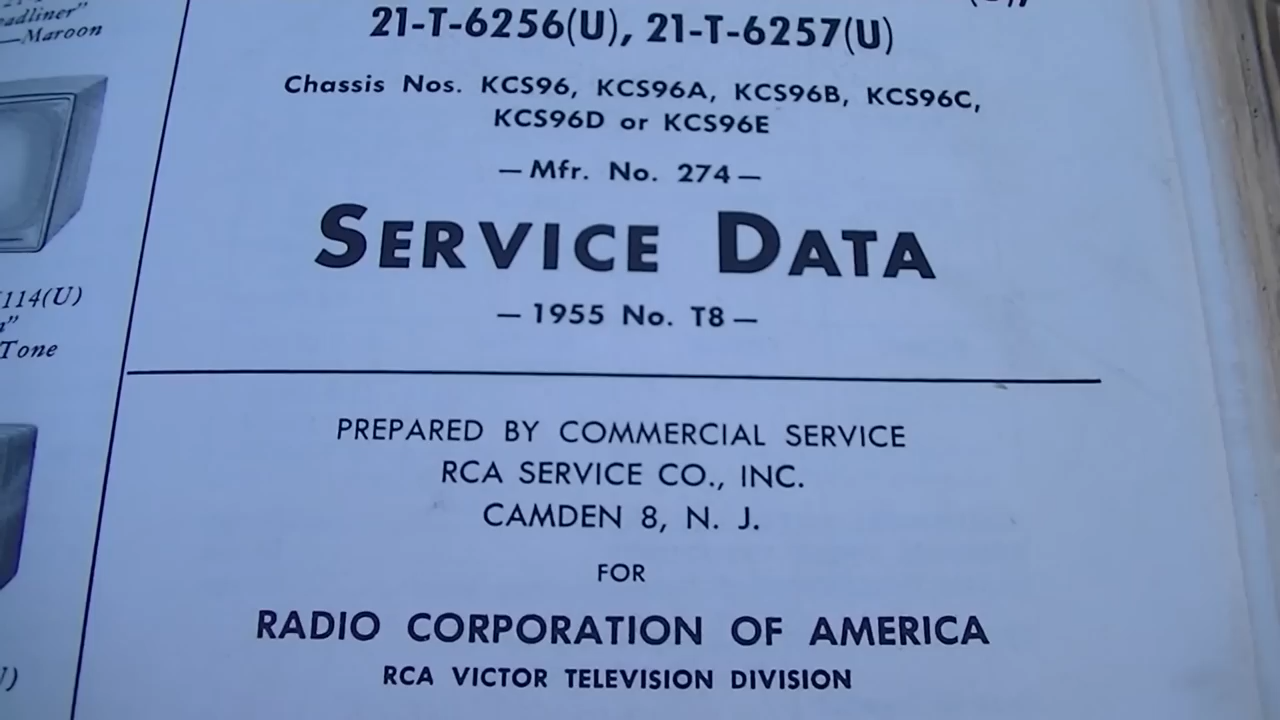 adliner”
—Maroon
114(U)
Tone
21-T-6256(U), 21-T-6257(U)
Chassis Nos. KCS96, KCS96A, KCS96B, KCS96C,
KCS96D or KCS96E
— Mfr. No. 274 —
SERVICE DATA
— 1955 No. T8 —
PREPARED BY COMMERCIAL SERVICE
RCA SERVICE CO., INC.
CAMDEN 8, N. J.
FOR
RADIO CORPORATION OF AMERICA
RCA VICTOR TELEVISION DIVISION